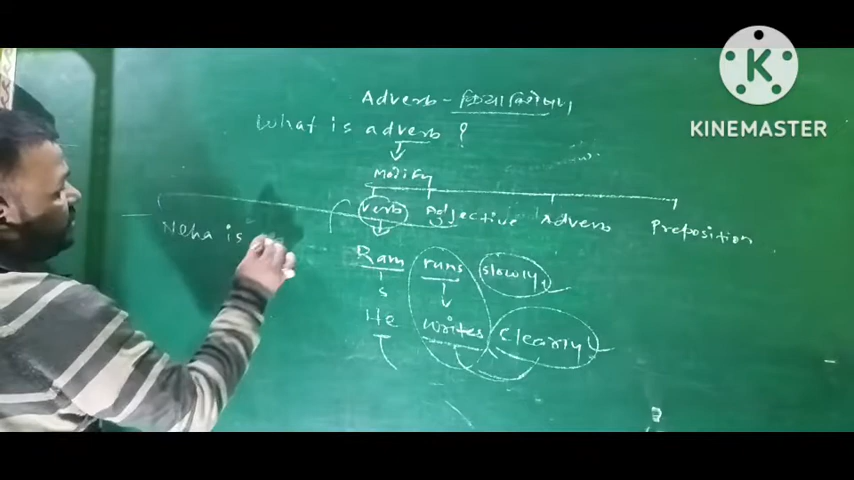 Adverb - क्रिया विशेषण
What is adverb ?
Modify
verb Adjective Adverb Preposition
Neha is
Ram runs slowly
S
He writes clearly
KINEMASTER